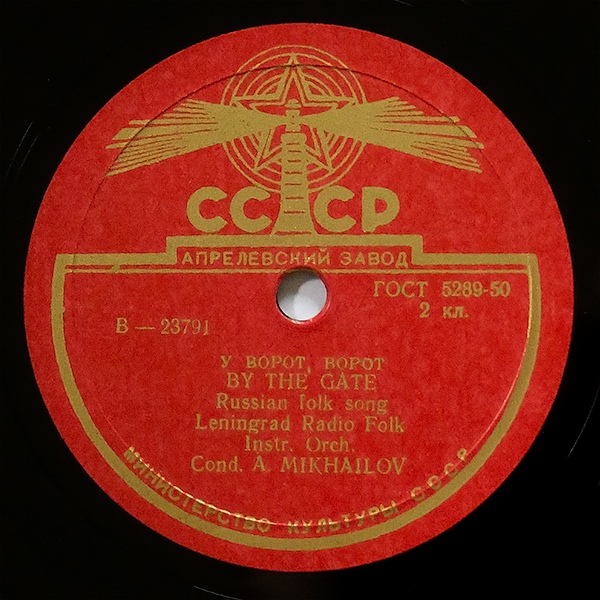 СССР
АПРЕЛЕВСКИЙ ЗАВОД
ГОСТ 5289-50
2 кл.
В — 23791
У ВОРОТ, ВОРОТ
BY THE GATE
Russian folk song
Leningrad Radio Folk
Instr. Orch.
Cond. A. MIKHAILOV
МИНИСТЕРСТВО КУЛЬТУРЫ СССР